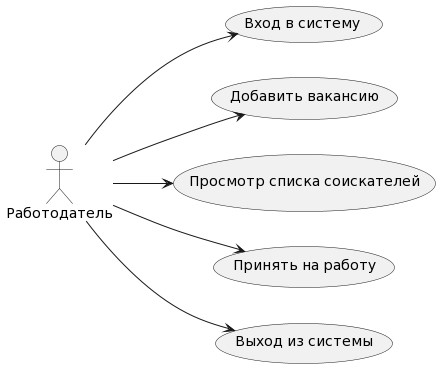 Вход в систему
Добавить вакансию
Просмотр списка соискателей
Работодатель
Принять на работу
Выход из системы